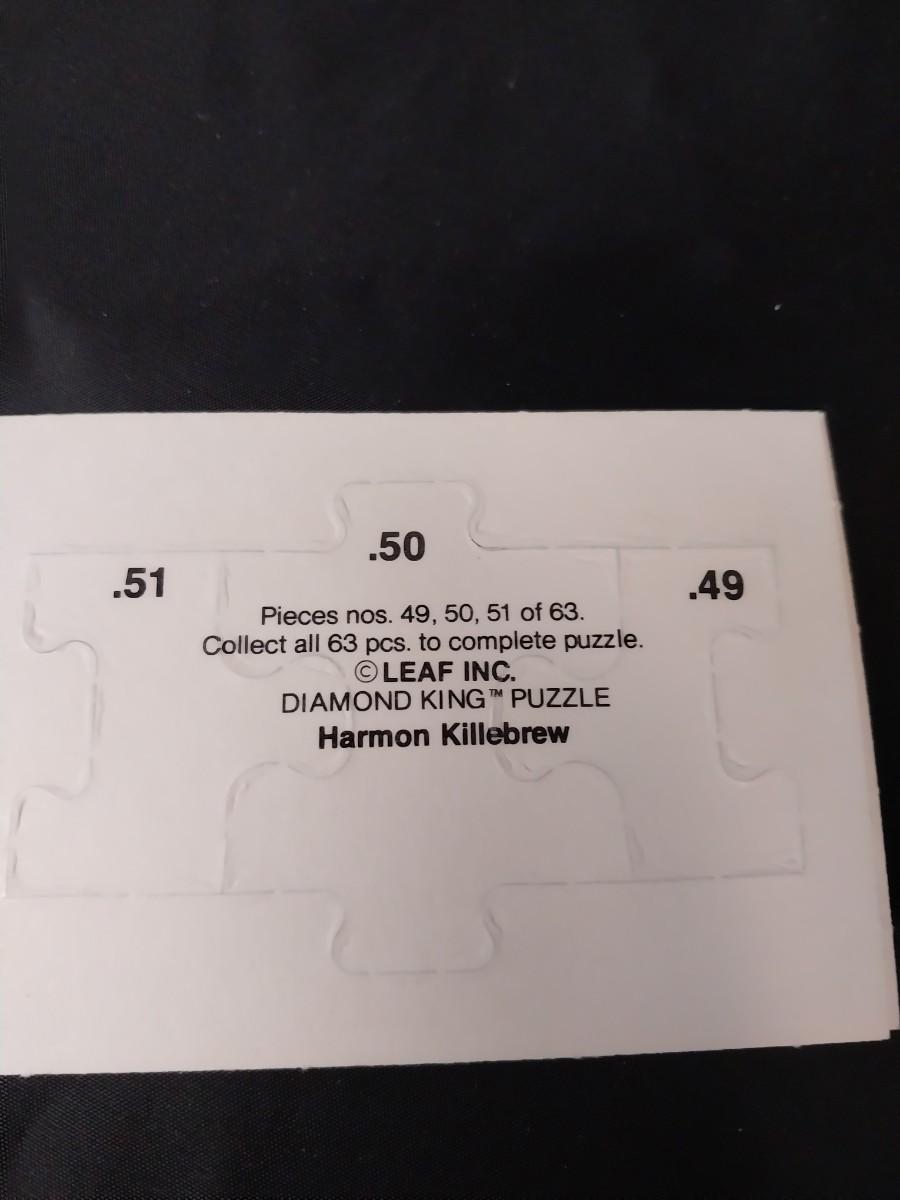 .50
.51
.49
Pieces nos. 49, 50, 51 of 63.
Collect all 63 pcs. to complete puzzle.
© LEAF INC.
DIAMOND KING™ PUZZLE
Harmon Killebrew